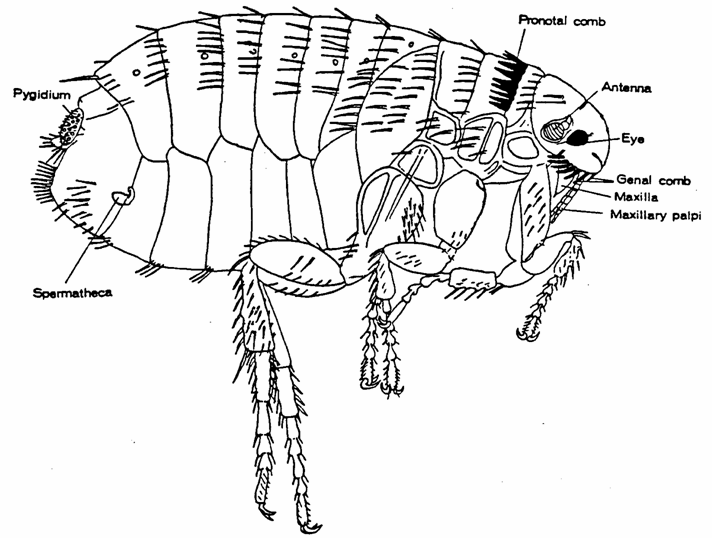 Pronotal comb
Antenna
Pygidium
Eye
Genal comb
Maxilla
Maxillary palpi
Spermatheca